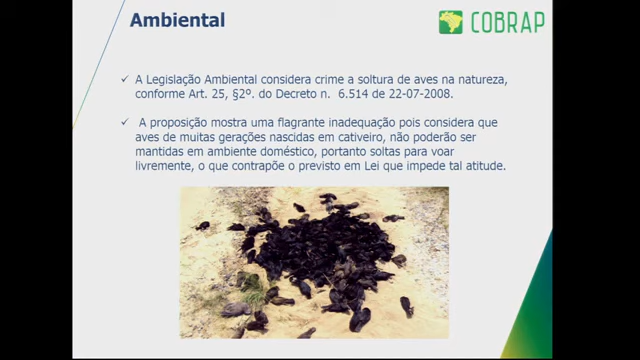 Ambiental
COBRAP
✓ A Legislação Ambiental considera crime a soltura de aves na natureza,
conforme Art. 25, §2º. do Decreto n. 6.514 de 22-07-2008.
✓ A proposição mostra uma flagrante inadequação pois considera que
aves de muitas gerações nascidas em cativeiro, não poderão ser
mantidas em ambiente doméstico, portanto soltas para voar
livremente, o que contrapõe o previsto em Lei que impede tal atitude.